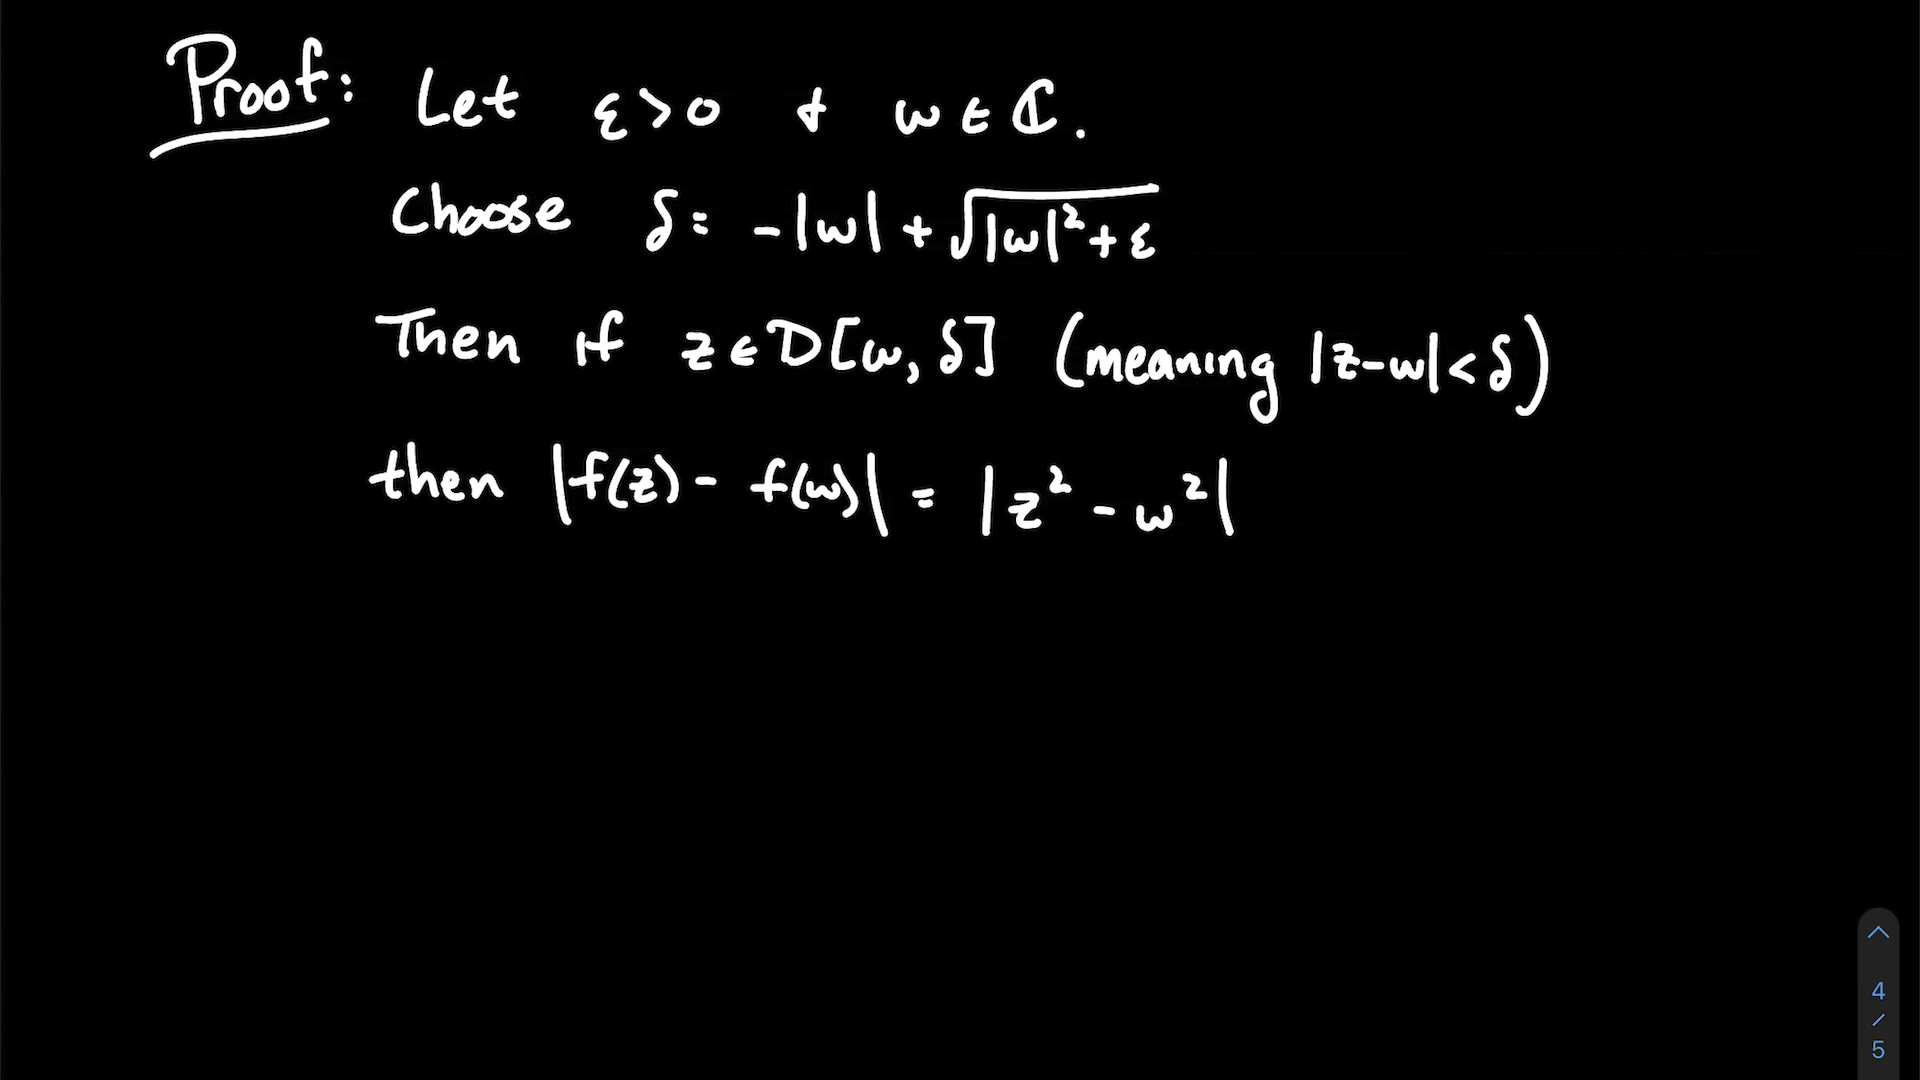 Proof: Let ε>0 + w ∈ ℂ.
Choose δ = -|w| + √|w|²+ε
Then if z ∈ D[w, δ] (meaning |z-w| < δ)
then |f(z) - f(w)| = |z² - w²|
4
/
5